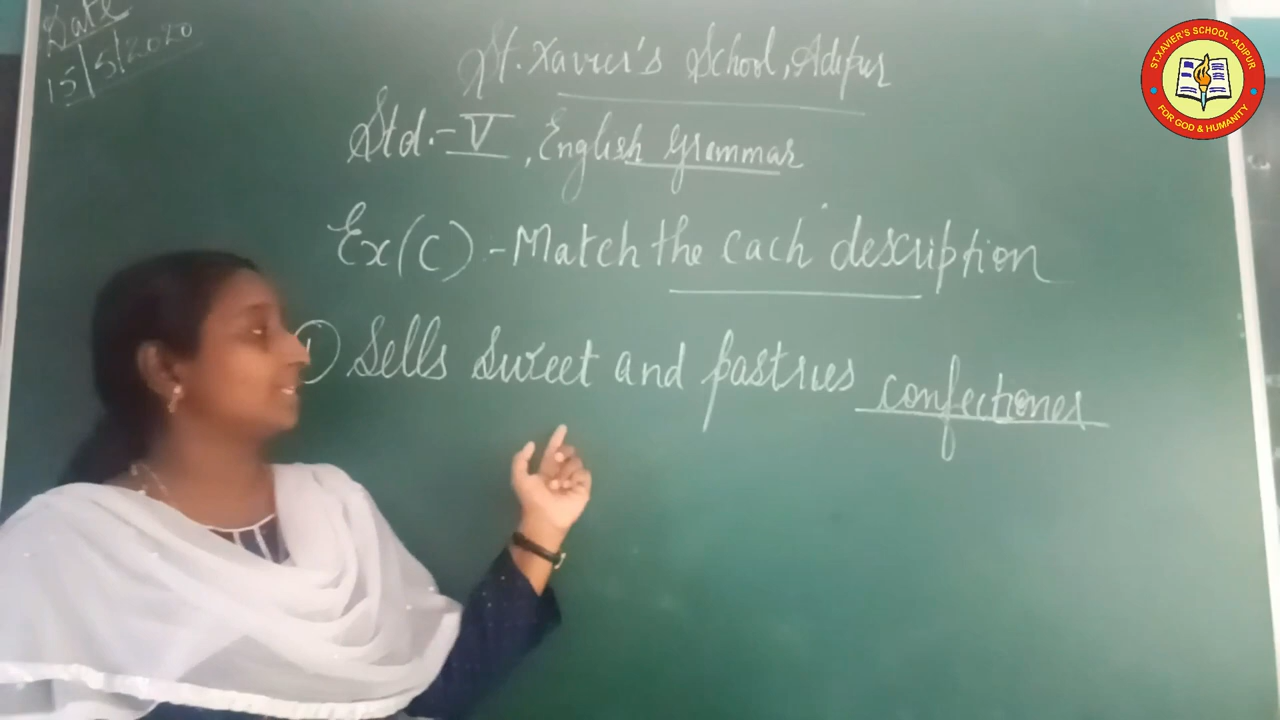 Date
15/5/2020
St. Xavier's School, Adipur
Std.- V, English Grammar
Ex(C) - Match the each description
1) Sells sweet and pastries confectioner
ST.XAVIER'S SCHOOL-ADIPUR
FOR GOD & HUMANITY